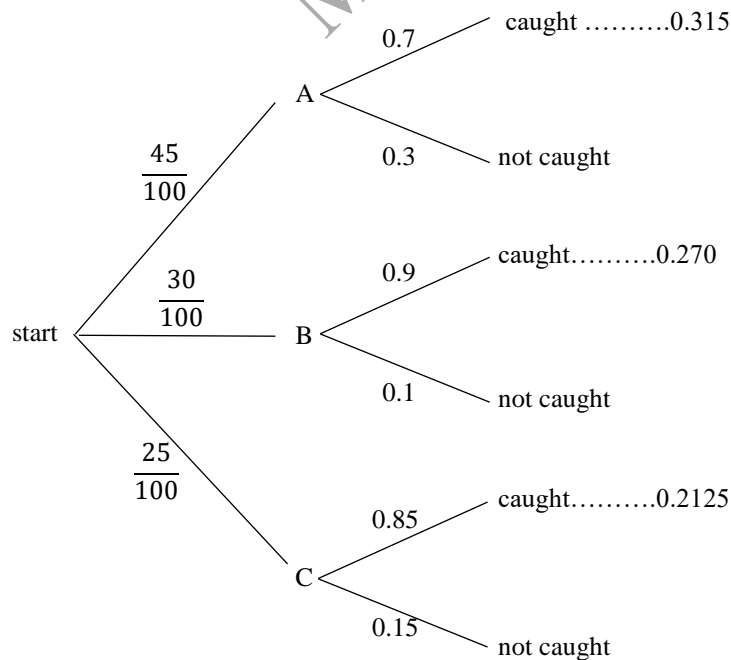 0.7
caught ……….0.315
A
0.3
not caught
45
100
0.9
caught……….0.270
30
100
start
B
0.1
not caught
25
100
0.85
caught……….0.2125
C
0.15
not caught